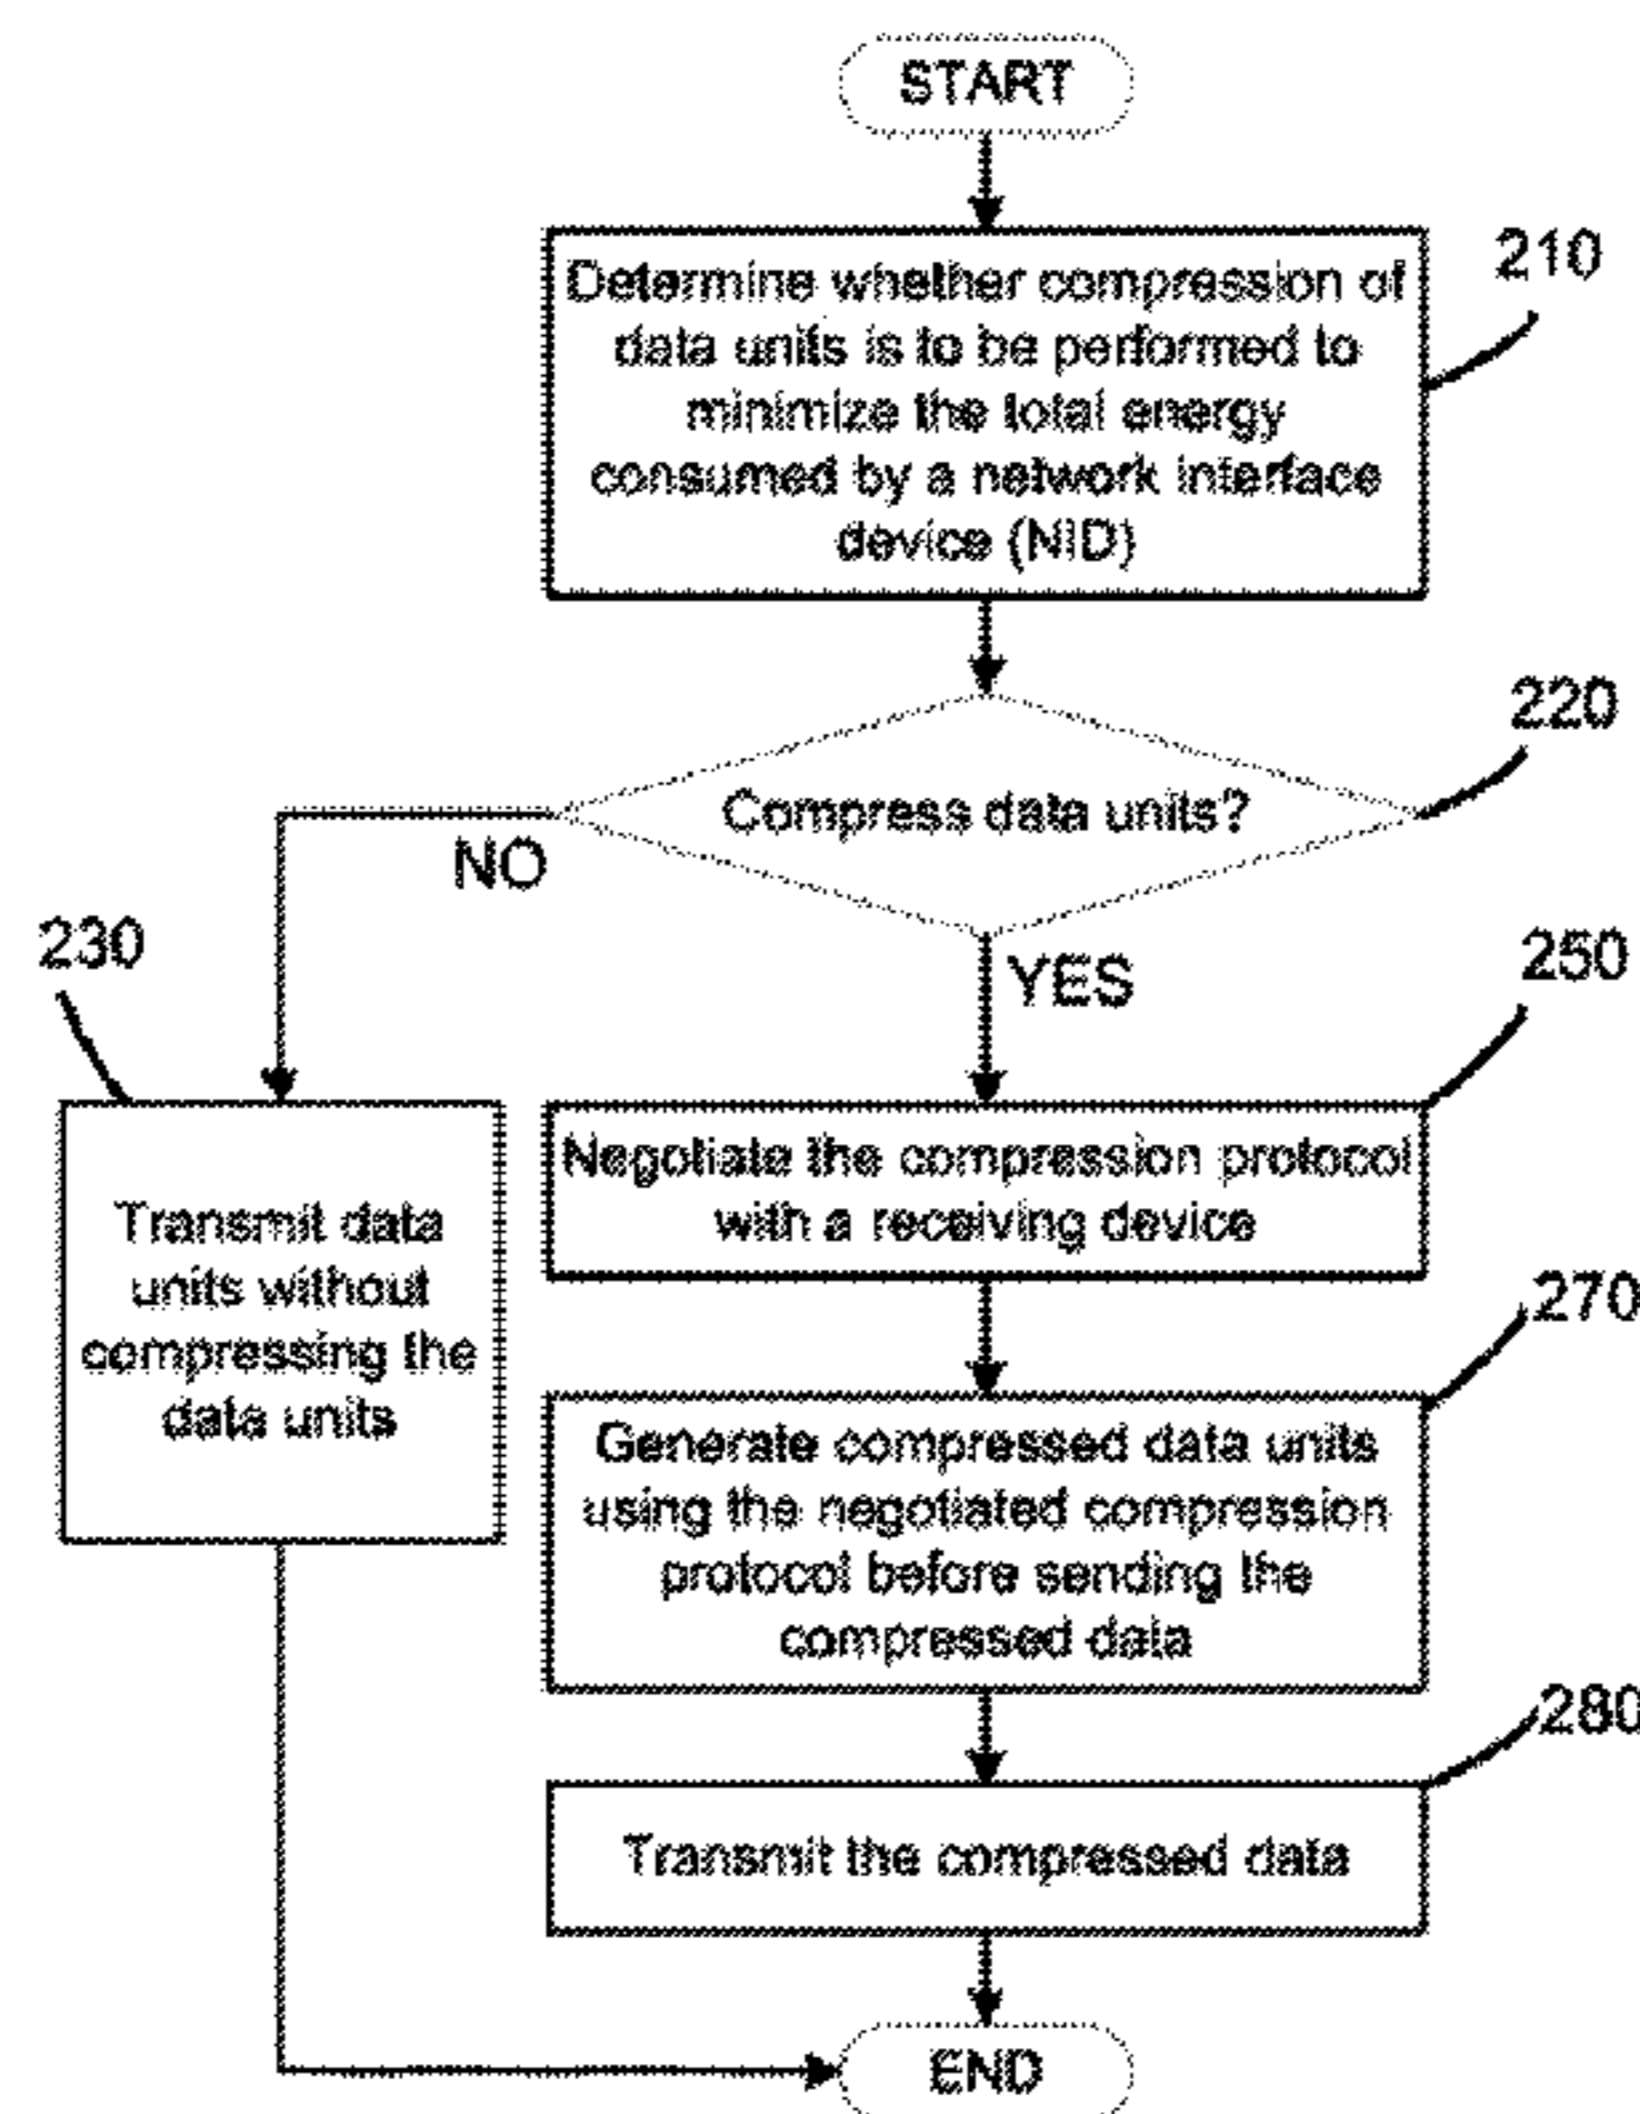 START
210
Determine whether compression of
data units is to be performed to
minimize the total energy
consumed by a network interface
device (NID)
220
Compress data units?
NO
YES
230
250
Transmit data
units without
compressing the
data units
Negotiate the compression protocol
with a receiving device
270
Generate compressed data units
using the negotiated compression
protocol before sending the
compressed data
280
Transmit the compressed data
END